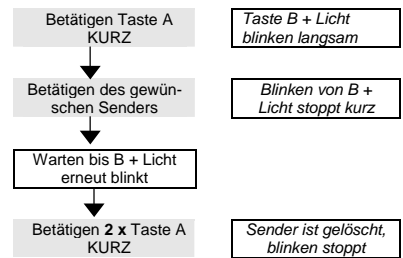 Betätigen Taste A
KURZ
Taste B + Licht
blinken langsam
Betätigen des gewün-
schen Senders
Blinken von B +
Licht stoppt kurz
Warten bis B + Licht
erneut blinkt
Betätigen 2 x Taste A
KURZ
Sender ist gelöscht,
blinken stoppt